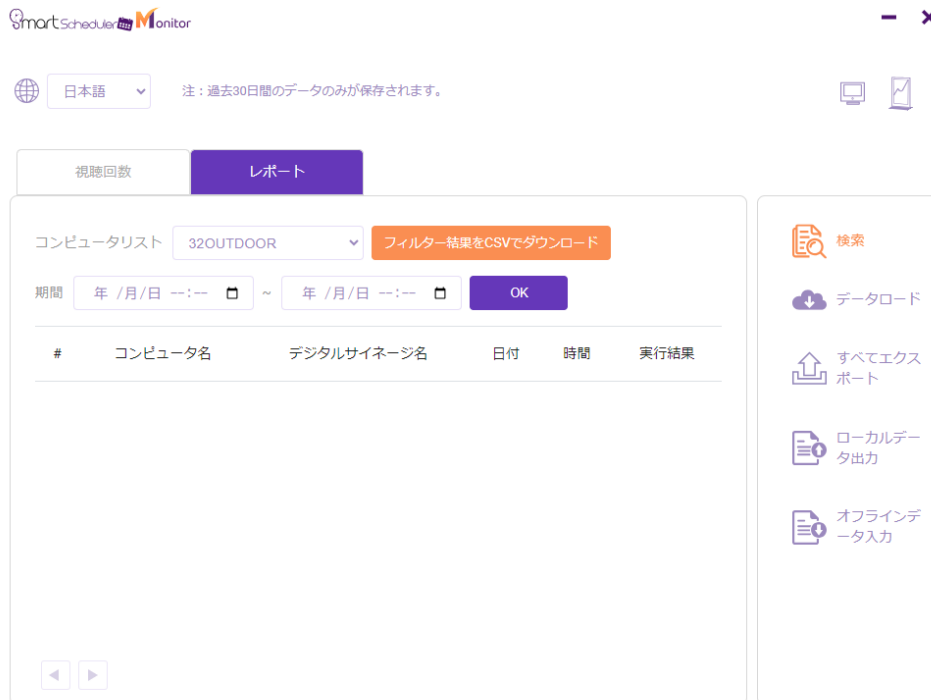 Smart Scheduler Monitor
日本語
注：過去30日間のデータのみが保存されます。
視聴回数
レポート
コンピュータリスト
32OUTDOOR
フィルター結果をCSVでダウンロード
期間
年 /月/日 --:--
~
年 /月/日 --:--
OK
# コンピュータ名 デジタルサイネージ名 日付 時間 実行結果
検索
データロード
すべてエクス
ポート
ローカルデー
タ出力
オフラインデ
ータ入力